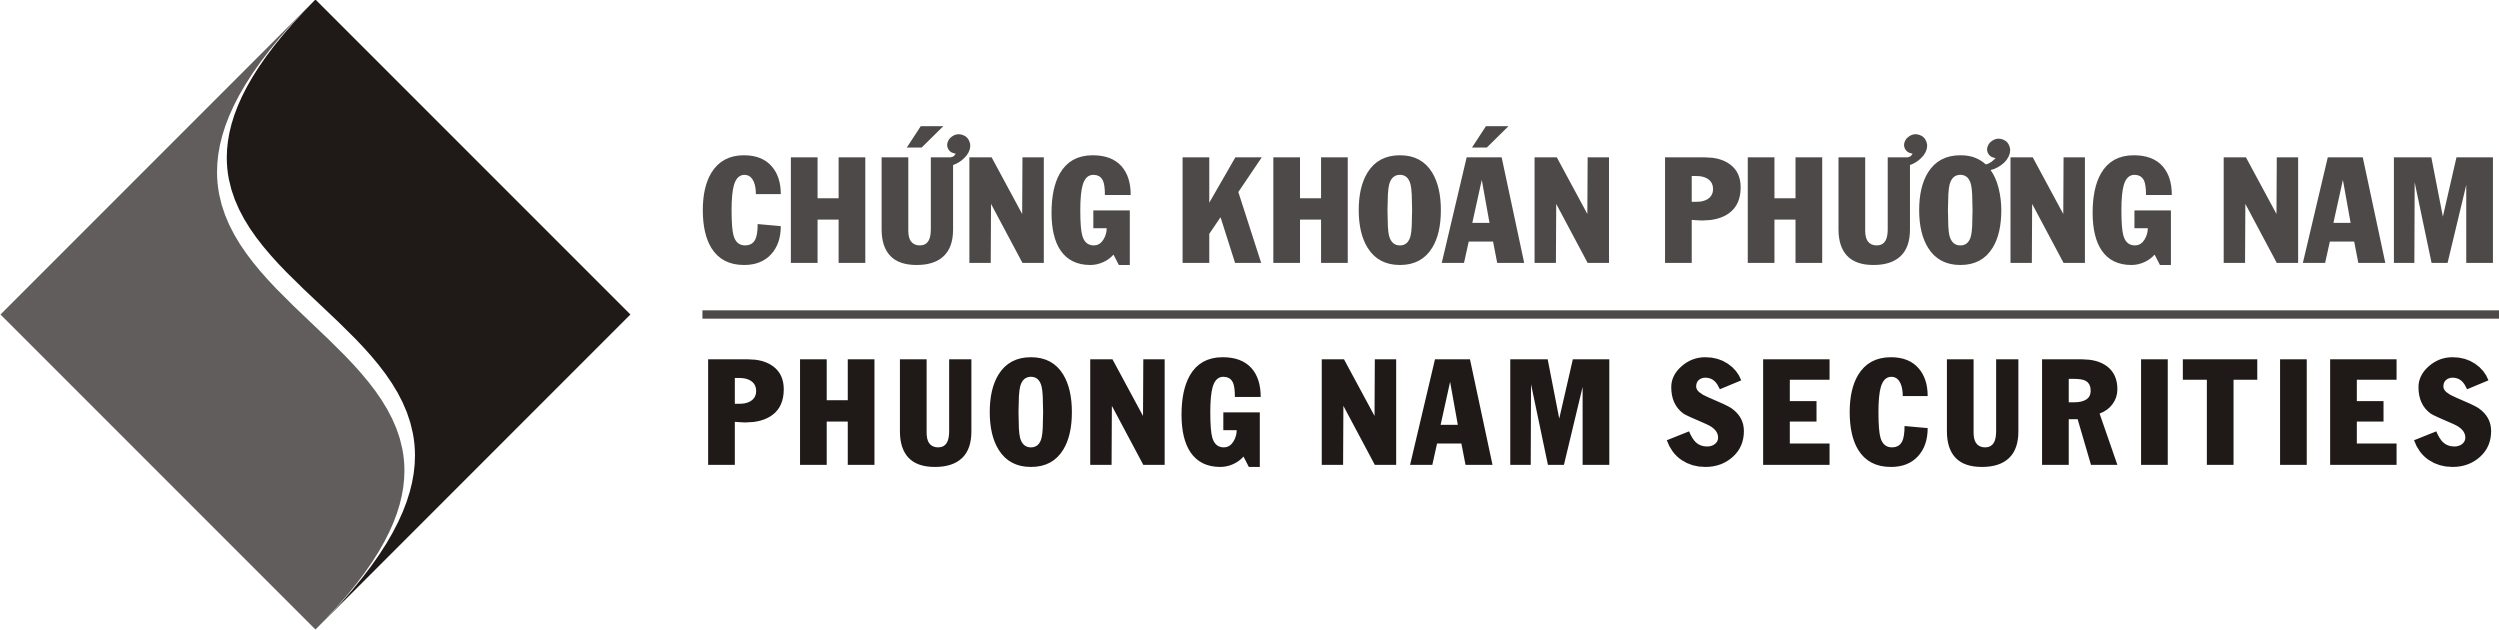 CHỨNG KHOÁN PHƯƠNG NAM
PHUONG NAM SECURITIES